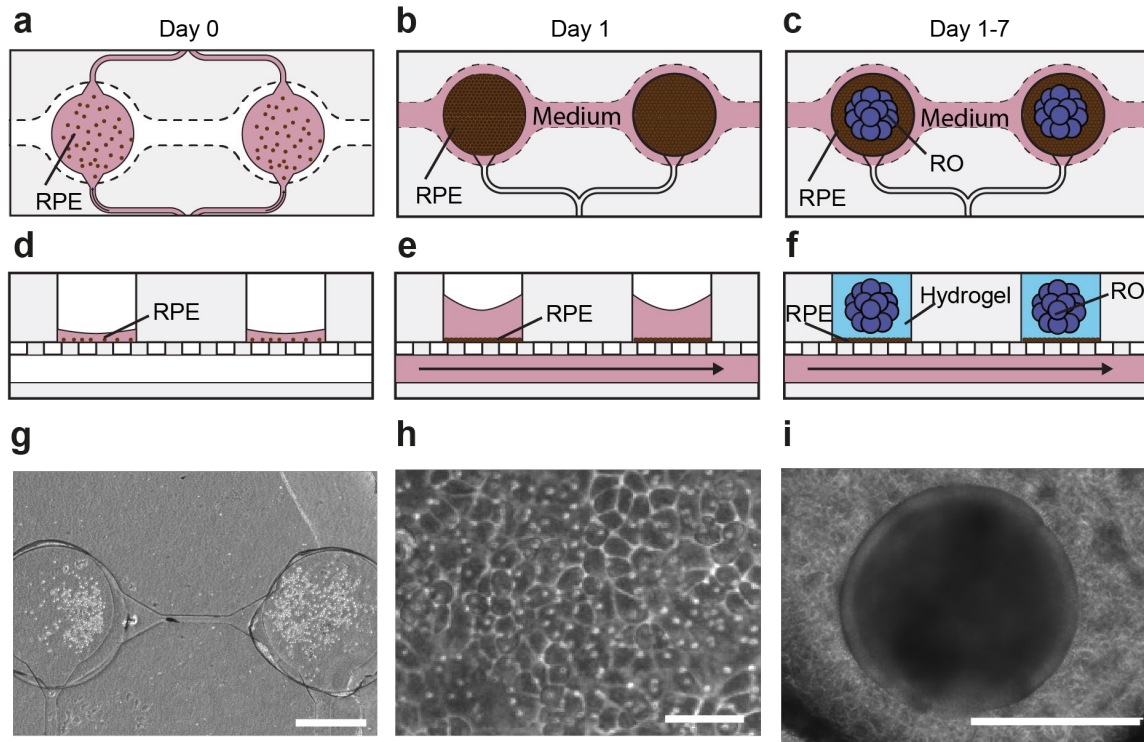 a
Day 0
b
Day 1
c
Day 1-7
RPE
RPE
Medium
RPE
Medium
RO
d
RPE
e
RPE
f
RPE
Hydrogel
RO
g
h
i